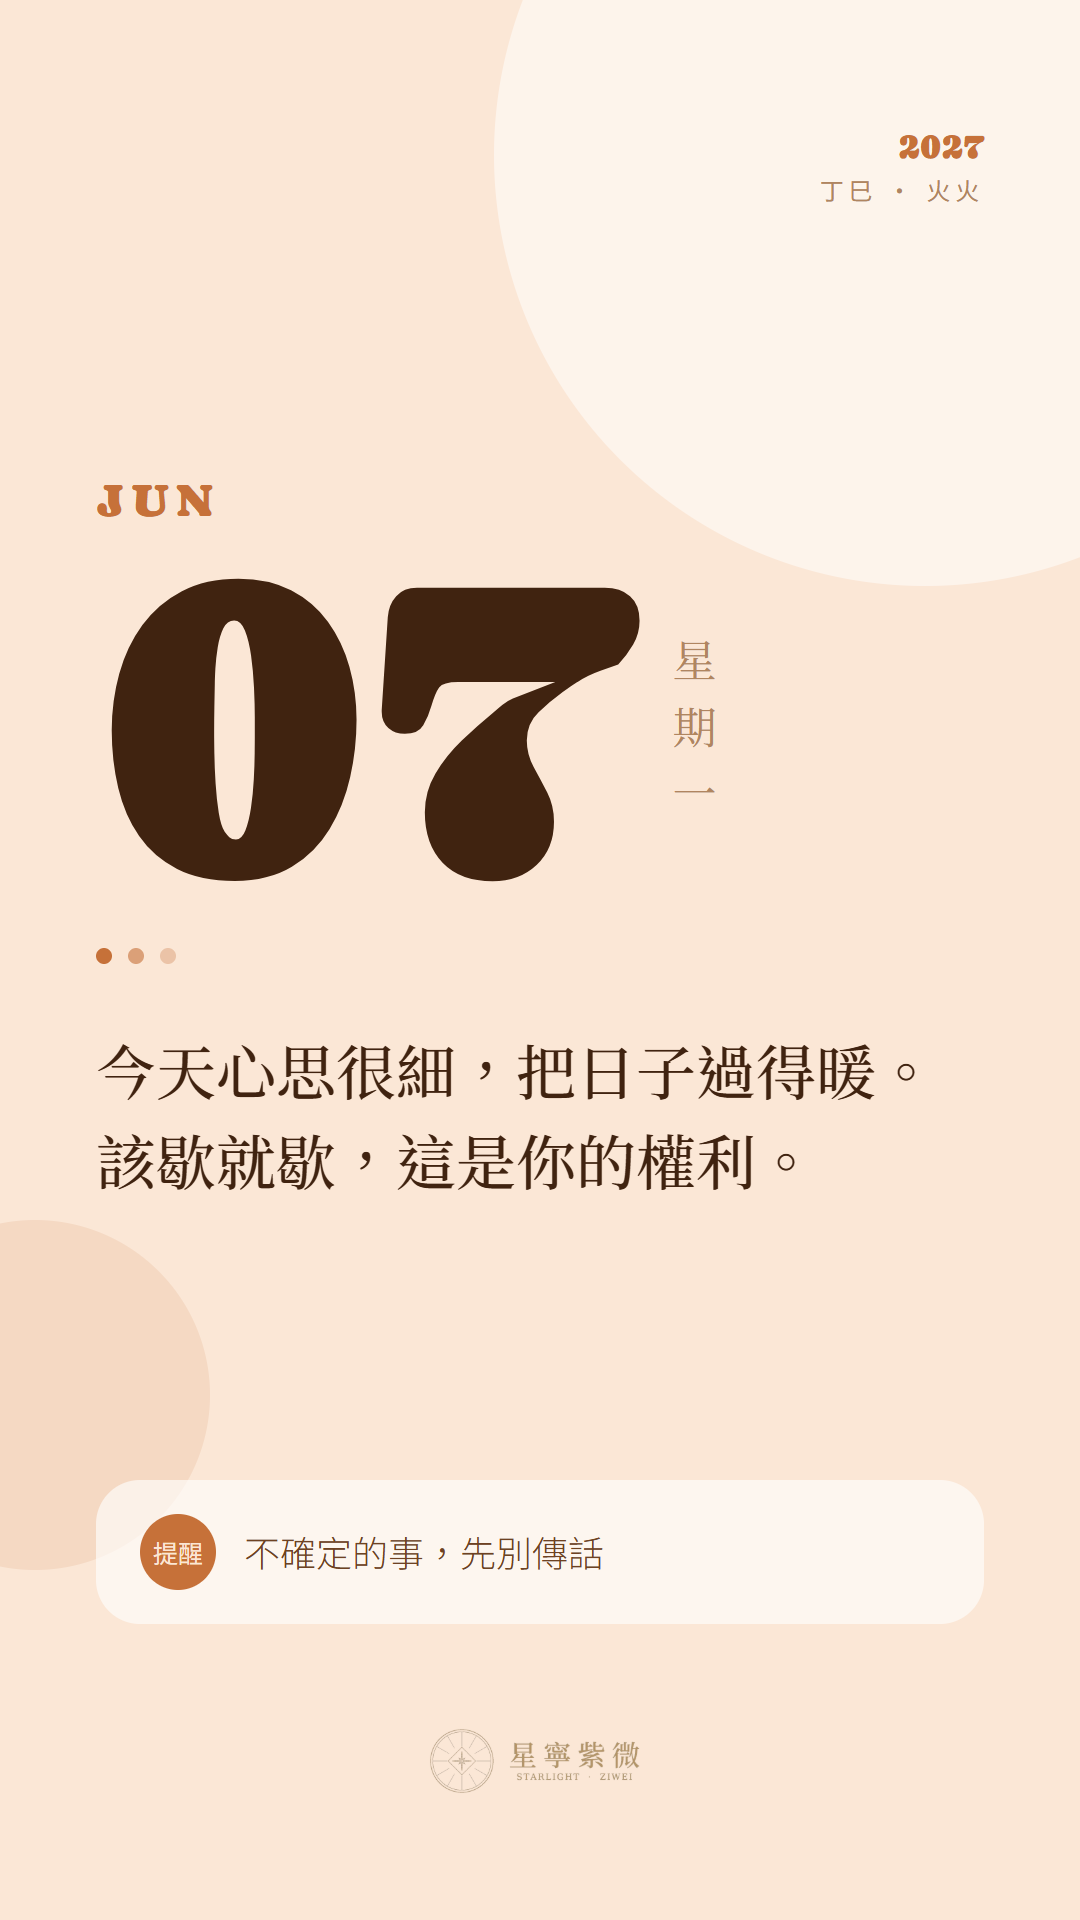 2027
丁巳 · 火火
JUN
07
星期一
今天心思很細，把日子過得暖。
該歇就歇，這是你的權利。
提醒
不確定的事，先別傳話
星寧紫微
STARLIGHT · ZIWEI